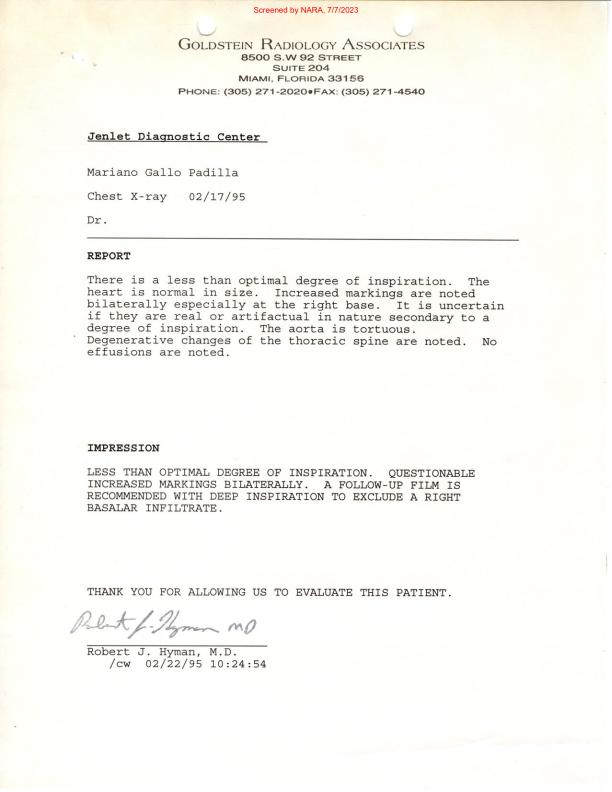 Screened by NARA, 7/7/2023
GOLDSTEIN RADIOLOGY ASSOCIATES
8500 S.W 92 STREET
SUITE 204
MIAMI, FLORIDA 33156
PHONE: (305) 271-2020•FAX: (305) 271-4540
Jenlet Diagnostic Center
Mariano Gallo Padilla
Chest X-ray 02/17/95
Dr.
REPORT
There is a less than optimal degree of inspiration. The
heart is normal in size. Increased markings are noted
bilaterally especially at the right base. It is uncertain
if they are real or artifactual in nature secondary to a
degree of inspiration. The aorta is tortuous.
Degenerative changes of the thoracic spine are noted. No
effusions are noted.
IMPRESSION
LESS THAN OPTIMAL DEGREE OF INSPIRATION. QUESTIONABLE
INCREASED MARKINGS BILATERALLY. A FOLLOW-UP FILM IS
RECOMMENDED WITH DEEP INSPIRATION TO EXCLUDE A RIGHT
BASALAR INFILTRATE.
THANK YOU FOR ALLOWING US TO EVALUATE THIS PATIENT.
Robert J. Hyman MD
Robert J. Hyman, M.D.
/cw 02/22/95 10:24:54